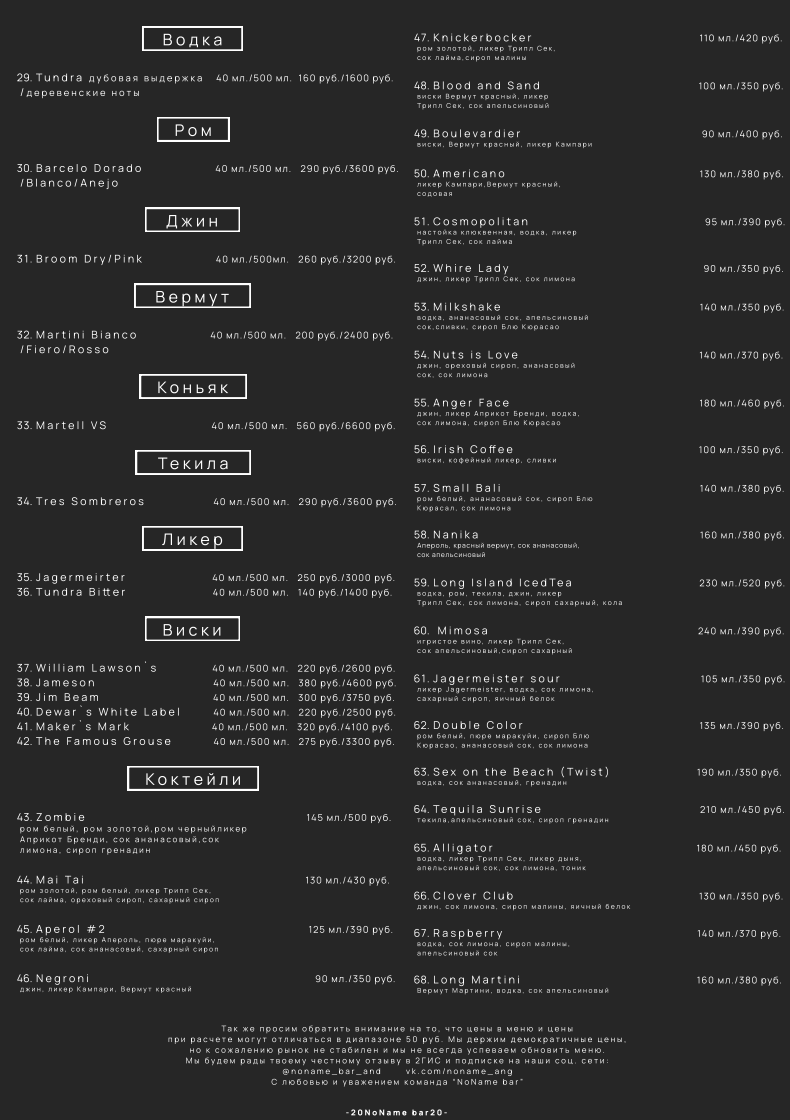 Водка
29. Tundra дубовая выдержка 40 мл./500 мл. 160 руб./1600 руб.
/деревенские ноты
Ром
30. Barcelo Dorado 40 мл./500 мл. 290 руб./3600 руб.
/Blanco/Anejo
Джин
31. Broom Dry/Pink 40 мл./500мл. 260 руб./3200 руб.
Вермут
32. Martini Bianco 40 мл./500 мл. 200 руб./2400 руб.
/Fiero/Rosso
Коньяк
33. Martell VS 40 мл./500 мл. 560 руб./6600 руб.
Текила
34. Tres Sombreros 40 мл./500 мл. 290 руб./3600 руб.
Ликер
35. Jagermeirter 40 мл./500 мл. 250 руб./3000 руб.
36. Tundra Bitter 40 мл./500 мл. 140 руб./1400 руб.
Виски
37. William Lawson`s 40 мл./500 мл. 220 руб./2600 руб.
38. Jameson 40 мл./500 мл. 380 руб./4600 руб.
39. Jim Beam 40 мл./500 мл. 300 руб./3750 руб.
40. Dewar`s White Label 40 мл./500 мл. 220 руб./2500 руб.
41. Maker`s Mark 40 мл./500 мл. 320 руб./4100 руб.
42. The Famous Grouse 40 мл./500 мл. 275 руб./3300 руб.
Коктейли
43. Zombie 145 мл./500 руб.
ром белый, ром золотой,ром черныйликер
Априкот Бренди, сок ананасовый,сок
лимона, сироп гренадин
44. Mai Tai 130 мл./430 руб.
ром золотой, ром белый, ликер Трипл Сек,
сок лайма, ореховый сироп, сахарный сироп
45. Aperol #2 125 мл./390 руб.
ром белый, ликер Апероль, пюре маракуйи,
сок лайма, сок ананасовый, сахарный сироп
46. Negroni 90 мл./350 руб.
джин, ликер Кампари, Вермут красный
47. Knickerbocker 110 мл./420 руб.
ром золотой, ликер Трипл Сек,
сок лайма,сироп малины
48. Blood and Sand 100 мл./350 руб.
виски Вермут красный, ликер
Трипл Сек, сок апельсиновый
49. Boulevardier 90 мл./400 руб.
виски, Вермут красный, ликер Кампари
50. Americano 130 мл./380 руб.
ликер Кампари,Вермут красный,
содовая
51. Cosmopolitan 95 мл./390 руб.
настойка клюквенная, водка, ликер
Трипл Сек, сок лайма
52. Whire Lady 90 мл./350 руб.
джин, ликер Трипл Сек, сок лимона
53. Milkshake 140 мл./350 руб.
водка, ананасовый сок, апельсиновый
сок,сливки, сироп Блю Кюрасао
54. Nuts is Love 140 мл./370 руб.
джин, ореховый сироп, ананасовый
сок, сок лимона
55. Anger Face 180 мл./460 руб.
джин, ликер Априкот Бренди, водка,
сок лимона, сироп Блю Кюрасао
56. Irish Coffee 100 мл./350 руб.
виски, кофейный ликер, сливки
57. Small Bali 140 мл./380 руб.
ром белый, ананасовый сок, сироп Блю
Кюрасал, сок лимона
58. Nanika 160 мл./380 руб.
Апероль, красный вермут, сок ананасовый,
сок апельсиновый
59. Long Island IcedTea 230 мл./520 руб.
водка, ром, текила, джин, ликер
Трипл Сек, сок лимона, сироп сахарный, кола
60. Mimosa 240 мл./390 руб.
игристое вино, ликер Трипл Сек,
сок апельсиновый,сироп сахарный
61. Jagermeister sour 105 мл./350 руб.
ликер Jagermeister, водка, сок лимона,
сахарный сироп, яичный белок
62. Double Color 135 мл./390 руб.
ром белый, пюре маракуйи, сироп Блю
Кюрасао, ананасовый сок, сок лимона
63. Sex on the Beach (Twist) 190 мл./350 руб.
водка, сок ананасовый, гренадин
64. Tequila Sunrise 210 мл./450 руб.
текила,апельсиновый сок, сироп гренадин
65. Alligator 180 мл./450 руб.
водка, ликер Трипл Сек, ликер дыня,
апельсиновый сок, сок лимона, тоник
66. Clover Club 130 мл./350 руб.
джин, сок лимона, сироп малины, яичный белок
67. Raspberry 140 мл./370 руб.
водка, сок лимона, сироп малины,
апельсиновый сок
68. Long Martini 160 мл./380 руб.
Вермут Мартини, водка, сок апельсиновый
Так же просим обратить внимание на то, что цены в меню и цены
при расчете могут отличаться в диапазоне 50 руб. Мы держим демократичные цены,
но к сожалению рынок не стабилен и мы не всегда успеваем обновить меню.
Мы будем рады твоему честному отзыву в 2ГИС и подписке на наши соц. сети:
@noname_bar_and vk.com/noname_ang
С любовью и уважением команда "NoName bar"
-20NoName bar20-